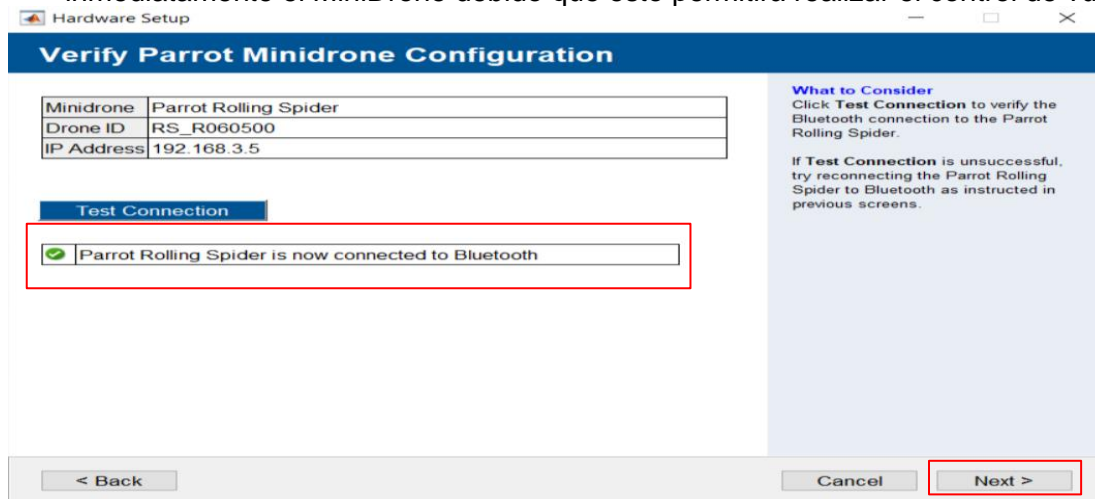 Hardware Setup
Verify Parrot Minidrone Configuration
Minidrone Parrot Rolling Spider
Drone ID RS_R060500
IP Address 192.168.3.5
Test Connection
Parrot Rolling Spider is now connected to Bluetooth
What to Consider
Click Test Connection to verify the
Bluetooth connection to the Parrot
Rolling Spider.
If Test Connection is unsuccessful,
try reconnecting the Parrot Rolling
Spider to Bluetooth as instructed in
previous screens.
< Back
Cancel
Next >